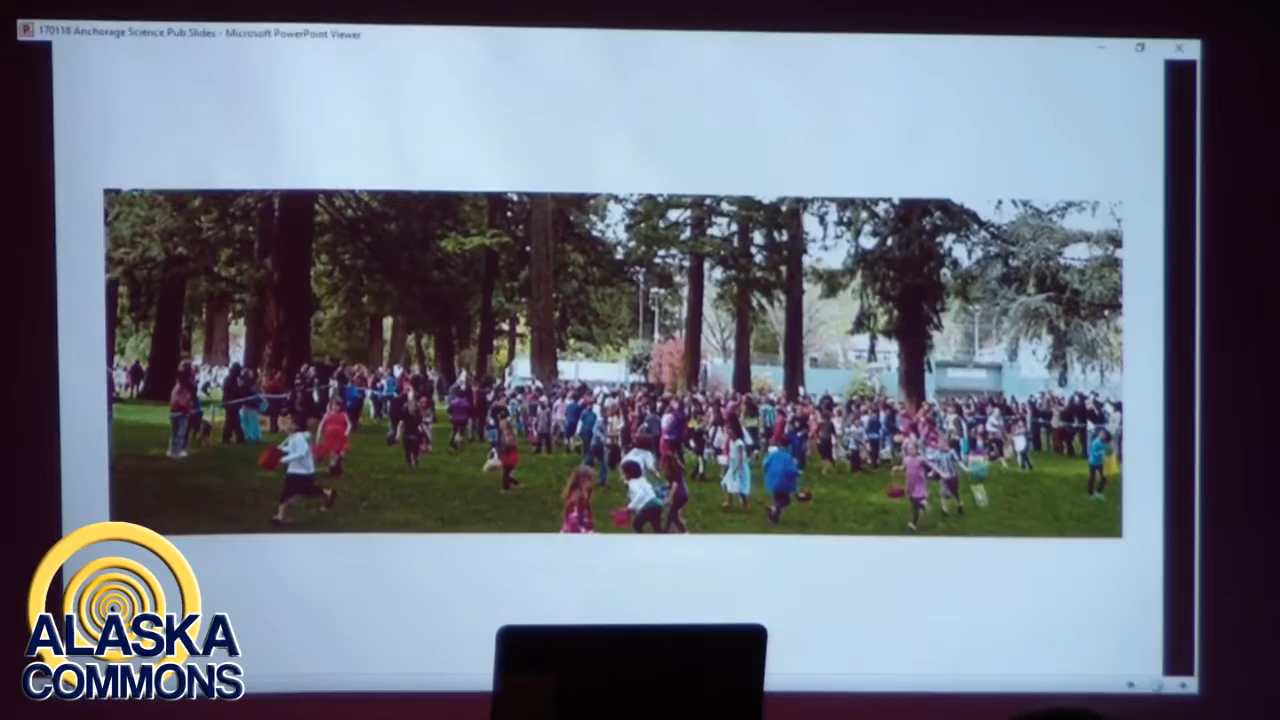 170118 Anchorage Science Pub Slides - Microsoft PowerPoint Viewer
ALASKA
COMMONS